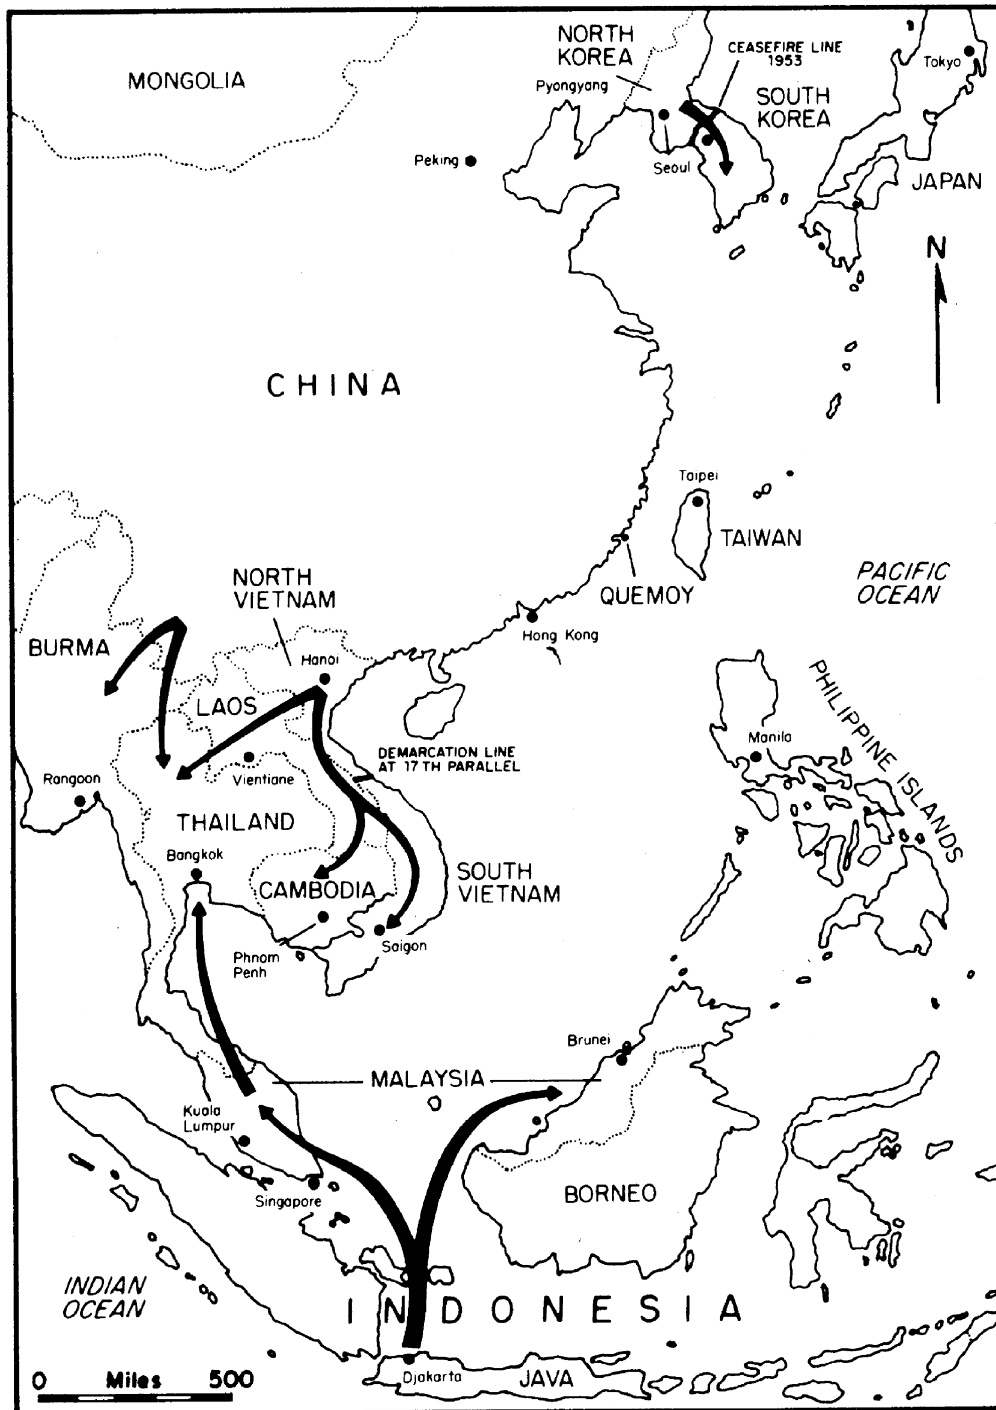 NORTH
KOREA
CEASEFIRE LINE
1953
Tokyo
MONGOLIA
Pyongyang
SOUTH
KOREA
Peking
Seoul
JAPAN
N
CHINA
Taipei
TAIWAN
QUEMOY
PACIFIC
OCEAN
NORTH
VIETNAM
Hong Kong
BURMA
Hanoi
LAOS
PHILIPPINE ISLANDS
Manila
DEMARCATION LINE
AT 17TH PARALLEL
Rangoon
Vientiane
THAILAND
Bangkok
CAMBODIA
SOUTH
VIETNAM
Saigon
Phnom
Penh
Brunei
MALAYSIA
Kuala
Lumpur
Singapore
BORNEO
INDIAN
OCEAN
INDONESIA
0 Miles 500
Djakarta
JAVA